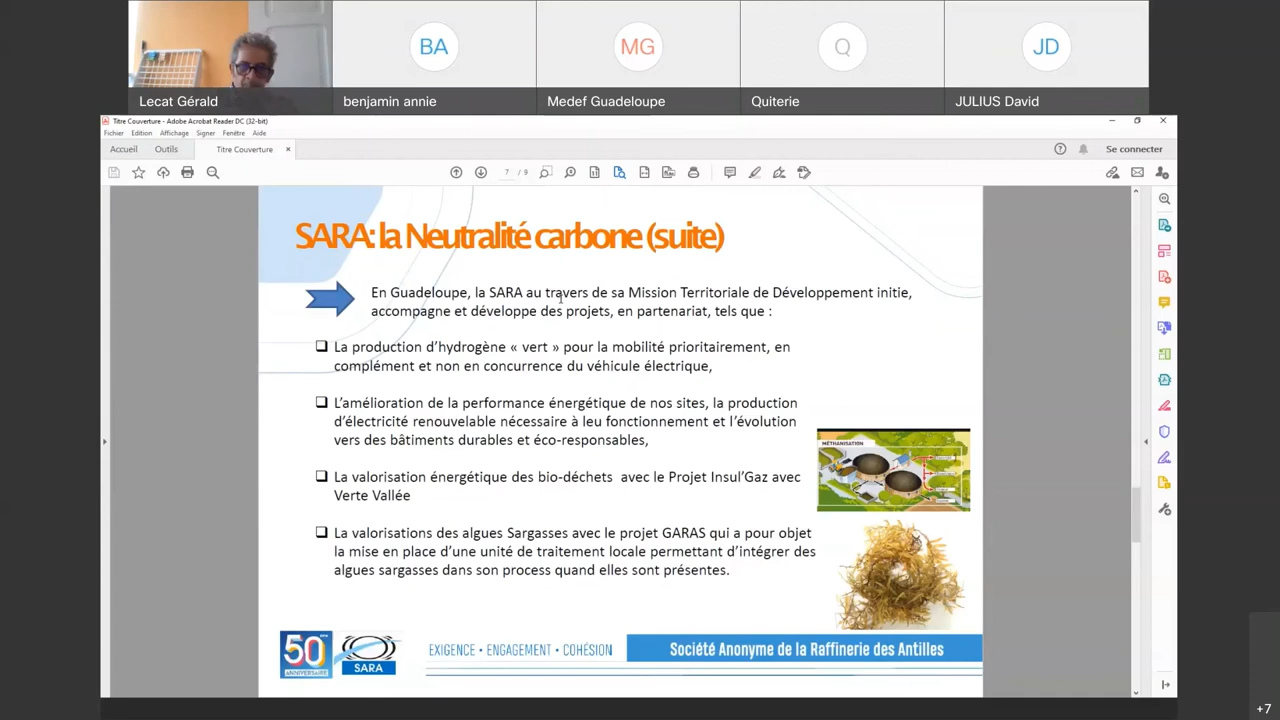 BA
MG
Q
JD
Lecat Gérald
benjamin annie
Medef Guadeloupe
Quiterie
JULIUS David
Titre Couverture - Adobe Acrobat Reader DC (32-bit)
Fichier Edition Affichage Signer Fenêtre Aide
Accueil Outils Titre Couverture × Se connecter
7 / 9
SARA: la Neutralité carbone (suite)
En Guadeloupe, la SARA au travers de sa Mission Territoriale de Développement initie,
accompagne et développe des projets, en partenariat, tels que :
La production d'hydrogène « vert » pour la mobilité prioritairement, en
complément et non en concurrence du véhicule électrique,
L'amélioration de la performance énergétique de nos sites, la production
d'électricité renouvelable nécessaire à leu fonctionnement et l'évolution
vers des bâtiments durables et éco-responsables,
La valorisation énergétique des bio-déchets avec le Projet Insul'Gaz avec
Verte Vallée
MÉTHANISATION
La valorisations des algues Sargasses avec le projet GARAS qui a pour objet
la mise en place d'une unité de traitement locale permettant d'intégrer des
algues sargasses dans son process quand elles sont présentes.
50
ANNIVERSAIRE
SARA
EXIGENCE • ENGAGEMENT • COHÉSION
Société Anonyme de la Raffinerie des Antilles
+7